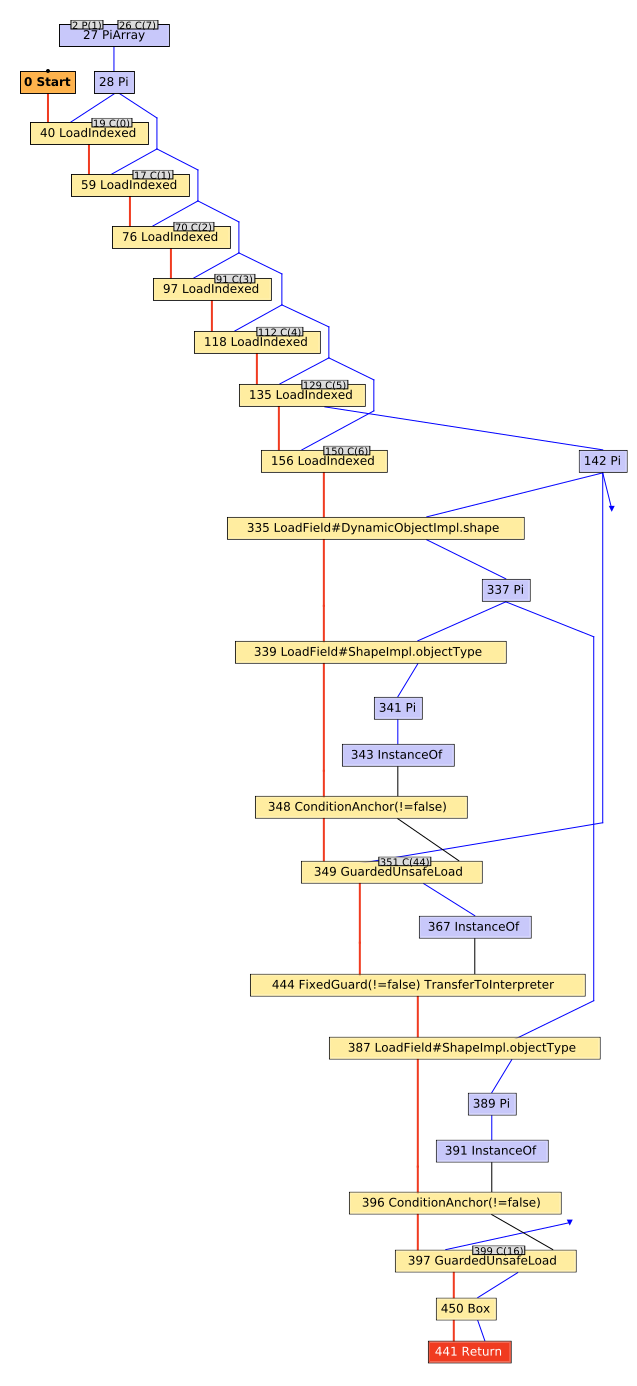 2 P(1) 26 C(7)
27 PiArray
0 Start 28 Pi
19 C(0)
40 LoadIndexed
17 C(1)
59 LoadIndexed
70 C(2)
76 LoadIndexed
91 C(3)
97 LoadIndexed
112 C(4)
118 LoadIndexed
129 C(5)
135 LoadIndexed
150 C(6)
156 LoadIndexed 142 Pi
335 LoadField#DynamicObjectImpl.shape
337 Pi
339 LoadField#ShapeImpl.objectType
341 Pi
343 InstanceOf
348 ConditionAnchor(!=false)
351 C(44)
349 GuardedUnsafeLoad
367 InstanceOf
444 FixedGuard(!=false) TransferToInterpreter
387 LoadField#ShapeImpl.objectType
389 Pi
391 InstanceOf
396 ConditionAnchor(!=false)
399 C(16)
397 GuardedUnsafeLoad
450 Box
441 Return